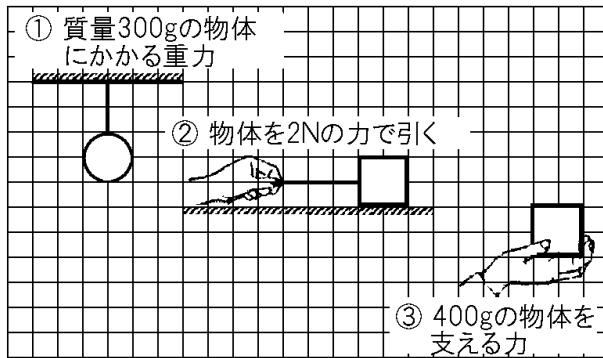 ① 質量300gの物体
にかかる重力
② 物体を2Nの力で引く
③ 400gの物体を
支える力